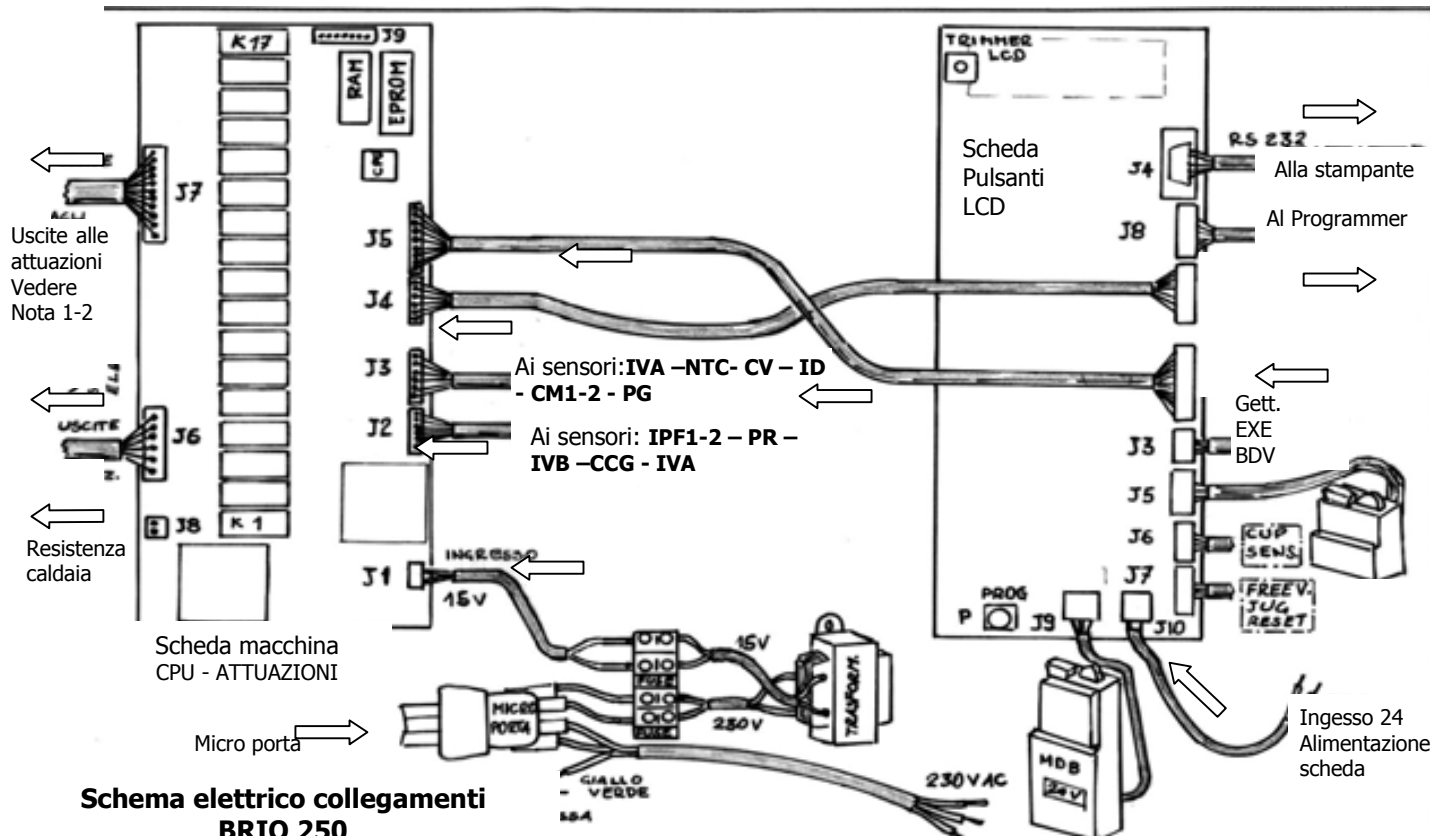 K17
J9
RAM
EPROM
CPU
J7
Uscite alle
attuazioni
Vedere
Nota 1-2
J5
J4
J3
J2
USCITE
J6
J8
K 1
Resistenza
caldaia
J1
INGRESSO
15V
Ai sensori:IVA –NTC- CV – ID
- CM1-2 - PG
Ai sensori: IPF1-2 – PR –
IVB –CCG - IVA
Scheda macchina
CPU - ATTUAZIONI
TRIMMER
LCD
Scheda
Pulsanti
LCD
J4
RS 232
Alla stampante
J8
Al Programmer
Gett.
EXE
BDV
J3
J5
J6
CUP
SENS.
J7
FREE V.
JUG
RESET
PROG
P
J9
J10
15V
FUSE
FUSE
230V
TRASFORM.
MICRO
PORTA
Micro porta
GIALLO
VERDE
230VAC
MDB
24V
Ingesso 24
Alimentazione
scheda
Schema elettrico collegamenti
BRIO 250